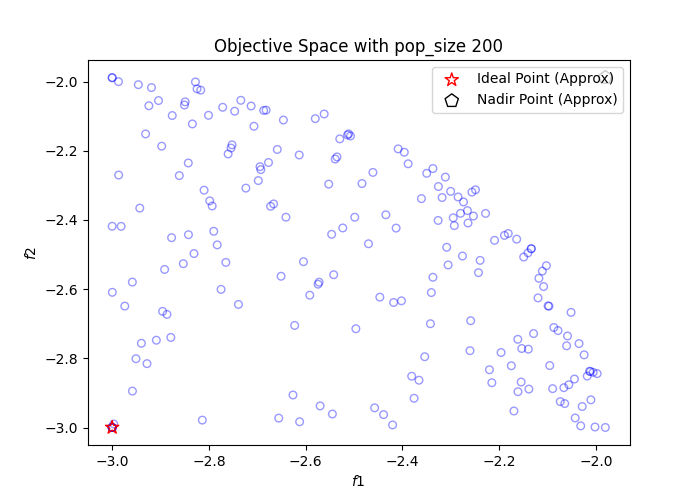 Objective Space with pop_size 200
Ideal Point (Approx)
Nadir Point (Approx)
−2.0
−2.2
−2.4
−2.6
−2.8
−3.0
f2
−3.0 −2.8 −2.6 −2.4 −2.2 −2.0
f1